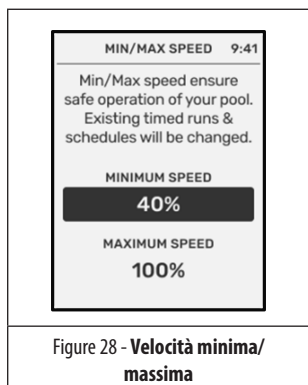 MIN/MAX SPEED 9:41
Min/Max speed ensure
safe operation of your pool.
Existing timed runs &
schedules will be changed.
MINIMUM SPEED
40%
MAXIMUM SPEED
100%
Figure 28 - Velocità minima/
massima